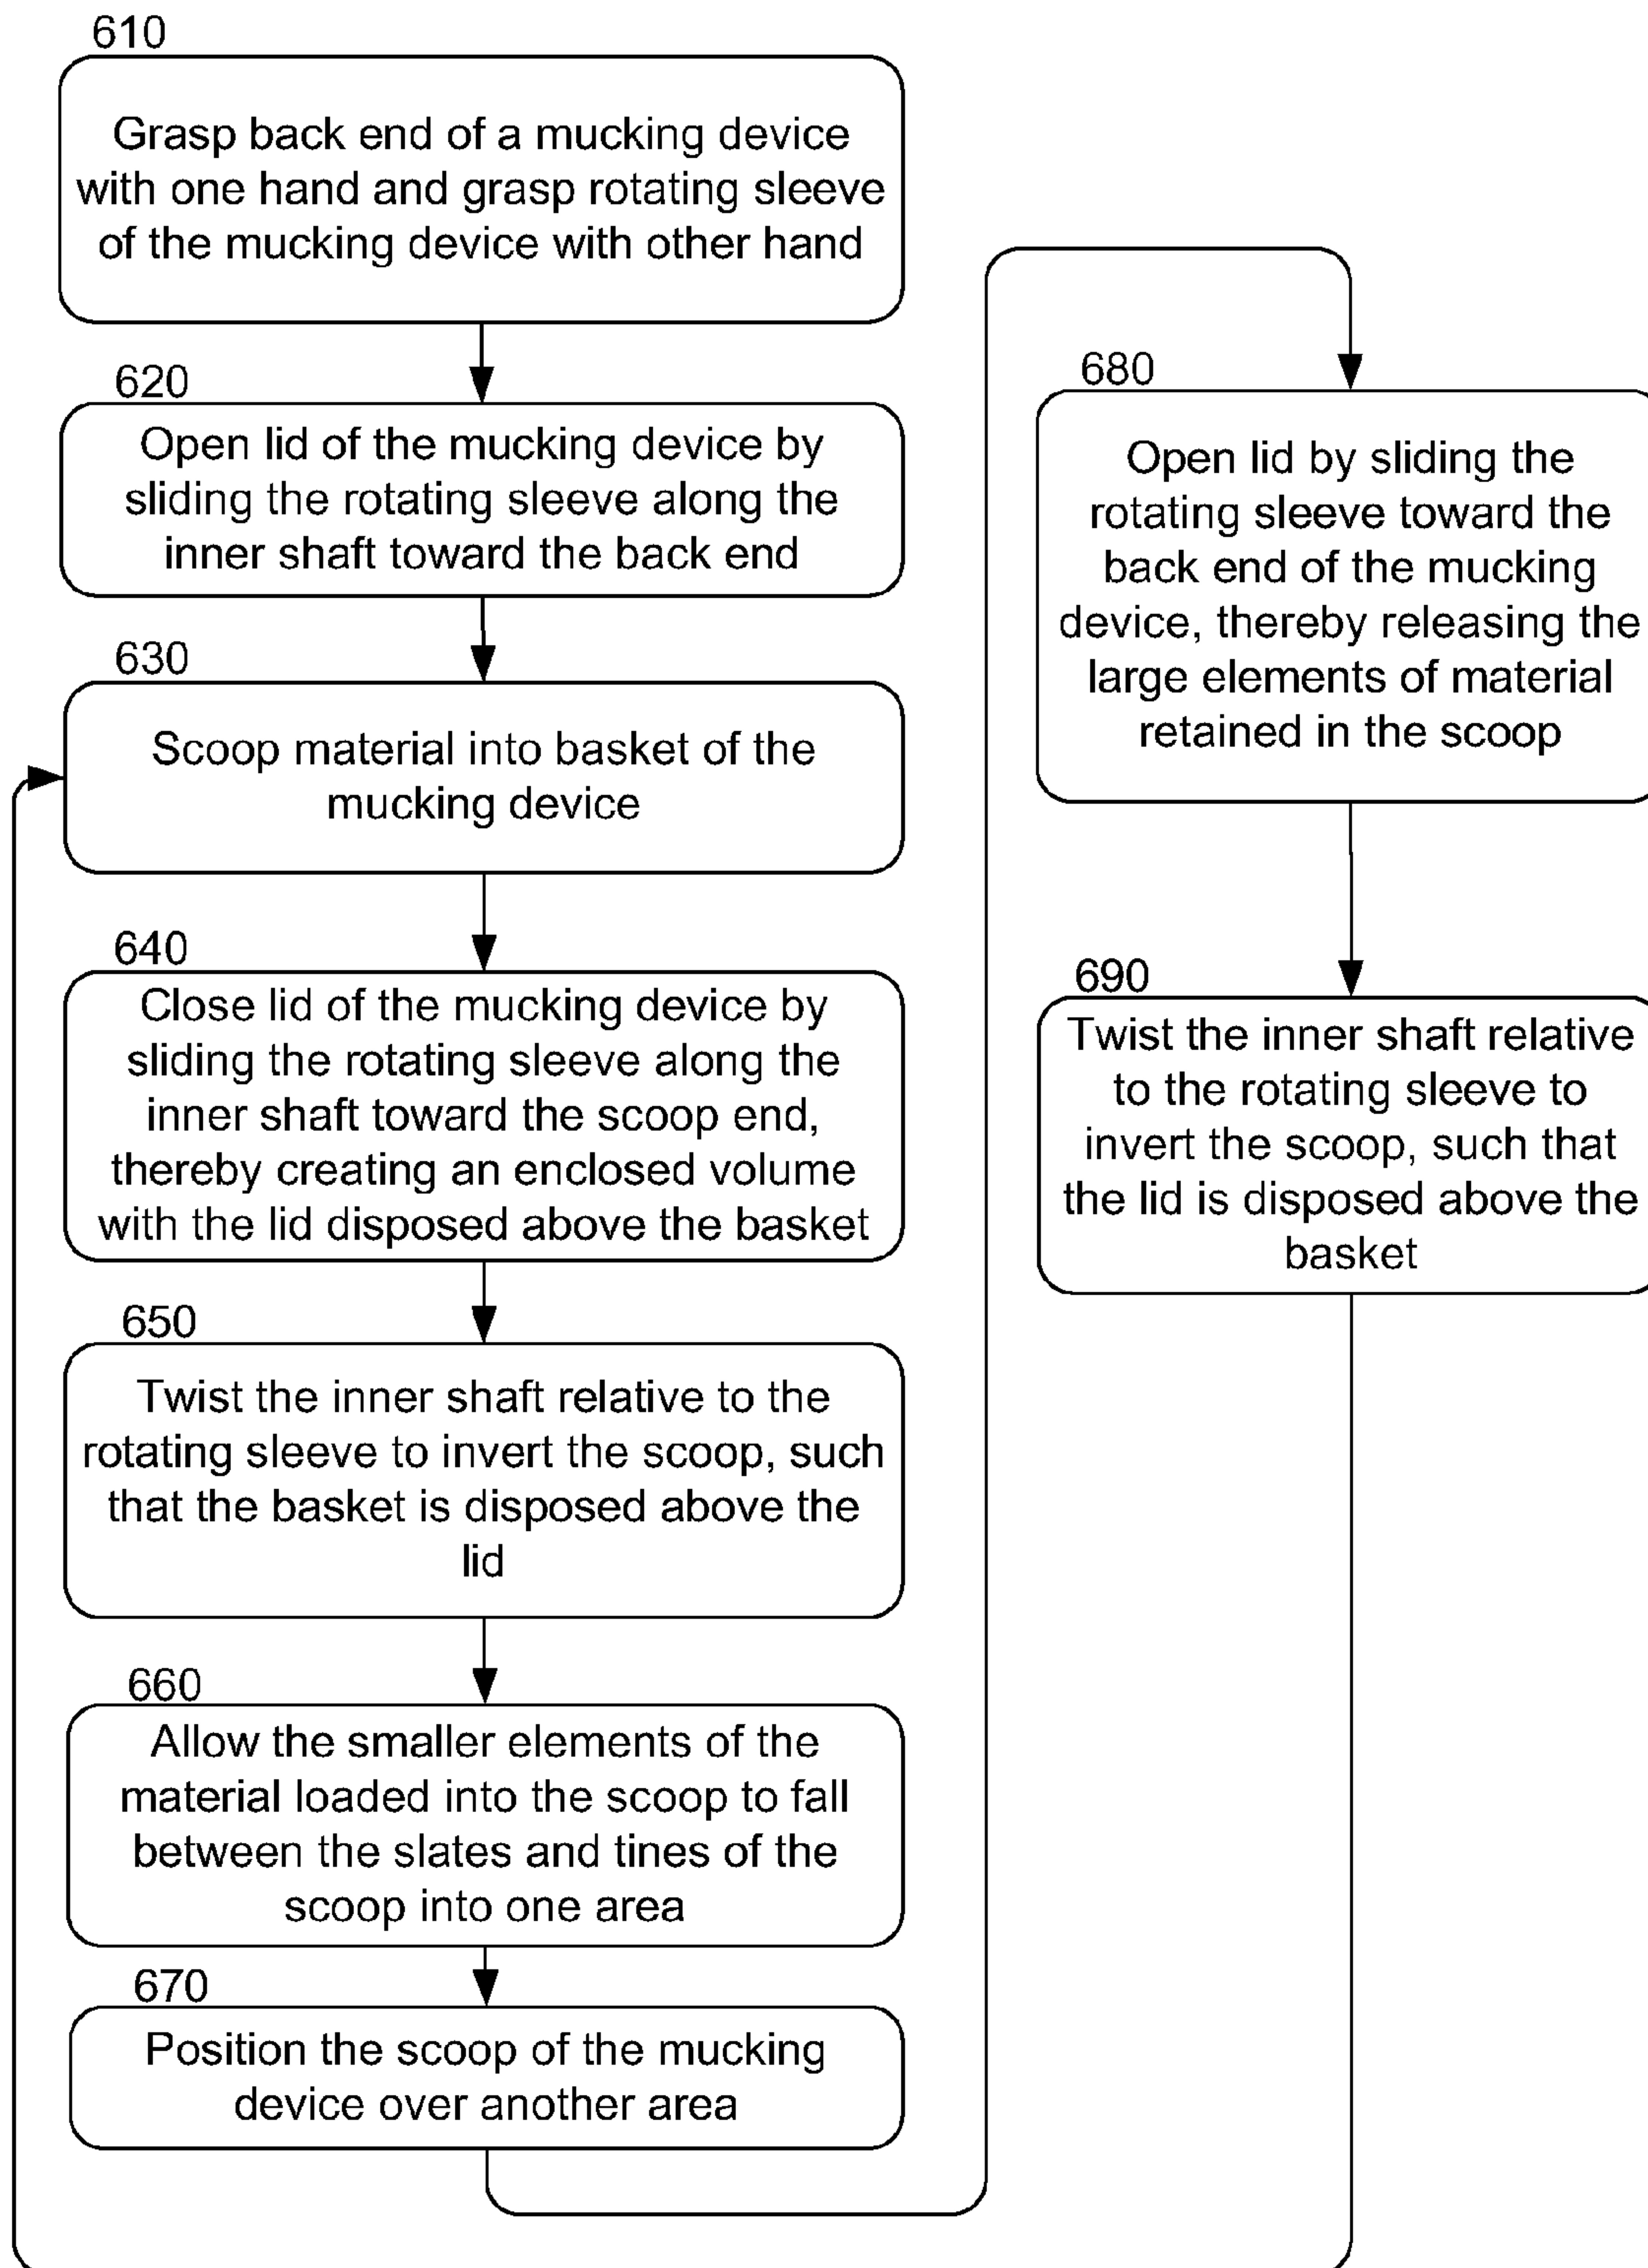 610
Grasp back end of a mucking device
with one hand and grasp rotating sleeve
of the mucking device with other hand
620
Open lid of the mucking device by
sliding the rotating sleeve along the
inner shaft toward the back end
630
Scoop material into basket of the
mucking device
640
Close lid of the mucking device by
sliding the rotating sleeve along the
inner shaft toward the scoop end,
thereby creating an enclosed volume
with the lid disposed above the basket
650
Twist the inner shaft relative to the
rotating sleeve to invert the scoop, such
that the basket is disposed above the
lid
660
Allow the smaller elements of the
material loaded into the scoop to fall
between the slates and tines of the
scoop into one area
670
Position the scoop of the mucking
device over another area
680
Open lid by sliding the
rotating sleeve toward the
back end of the mucking
device, thereby releasing the
large elements of material
retained in the scoop
690
Twist the inner shaft relative
to the rotating sleeve to
invert the scoop, such that
the lid is disposed above the
basket